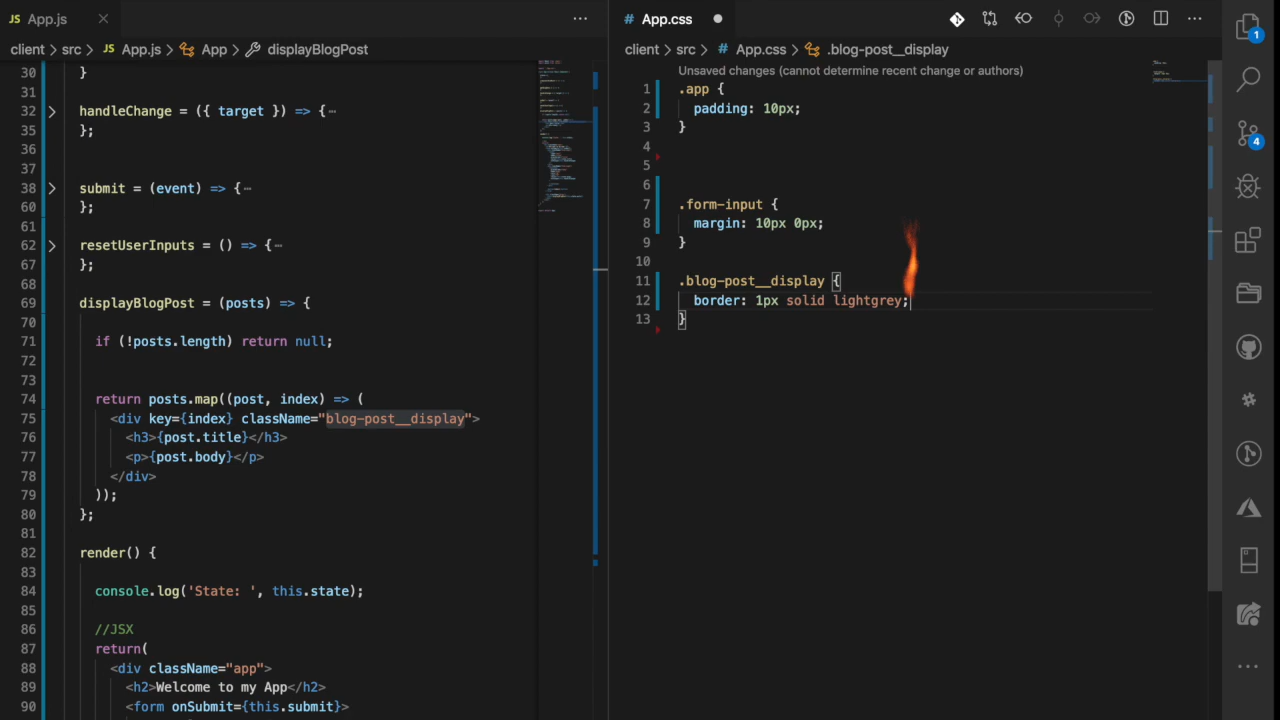 JS App.js
client > src > JS App.js > App > displayBlogPost
30 }
31
32 handleChange = ({ target }) => {
35 };
36
37
38 submit = (event) => {
60 };
61
62 resetUserInputs = () => {
67 };
68
69 displayBlogPost = (posts) => {
70
71 if (!posts.length) return null;
72
73
74 return posts.map((post, index) => (
75 <div key={index} className="blog-post__display">
76 <h3>{post.title}</h3>
77 <p>{post.body}</p>
78 </div>
79 ));
80 };
81
82 render() {
83
84 console.log('State: ', this.state);
85
86 //JSX
87 return(
88 <div className="app">
89 <h2>Welcome to my App</h2>
90 <form onSubmit={this.submit}>
# App.css
client > src > # App.css > .blog-post__display
Unsaved changes (cannot determine recent change or authors)
1 .app {
2 padding: 10px;
3 }
4
5
6
7 .form-input {
8 margin: 10px 0px;
9 }
10
11 .blog-post__display {
12 border: 1px solid lightgrey;
13 }
1
4